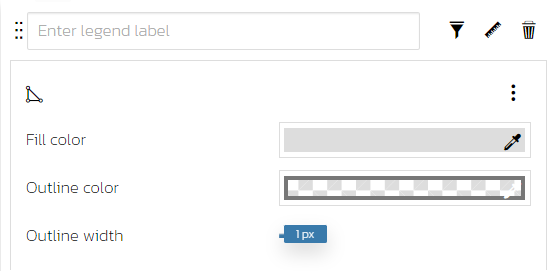 Enter legend label
Fill color
Outline color
Outline width
1 px